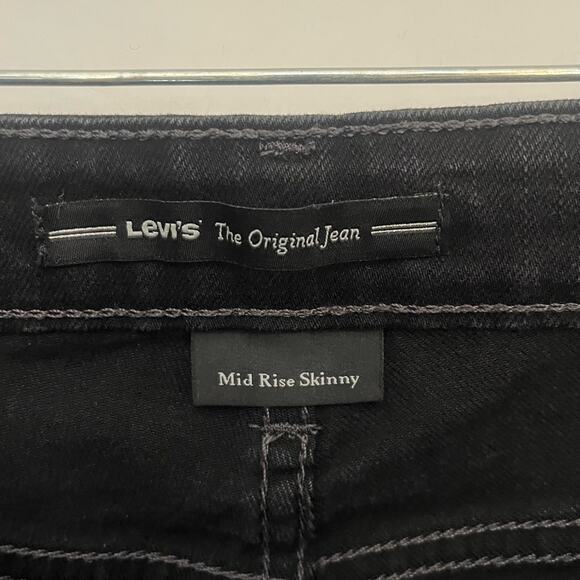 Levi's The Original Jean
Mid Rise Skinny